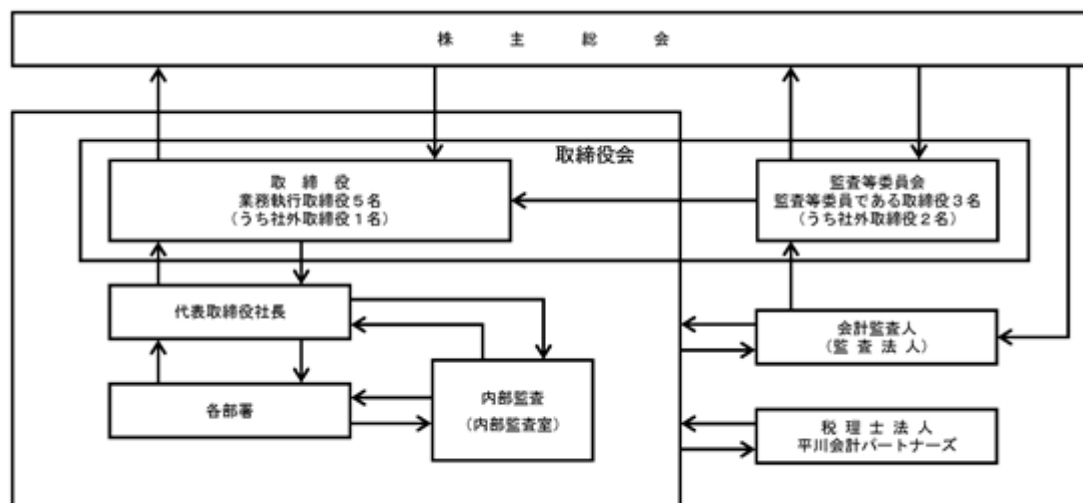 株主総会
取締役会
取締役
業務執行取締役５名
（うち社外取締役１名）
監査等委員会
監査等委員である取締役３名
（うち社外取締役２名）
代表取締役社長
会計監査人
（監査法人）
各部署
内部監査
（内部監査室）
税理士法人
平川会計パートナーズ